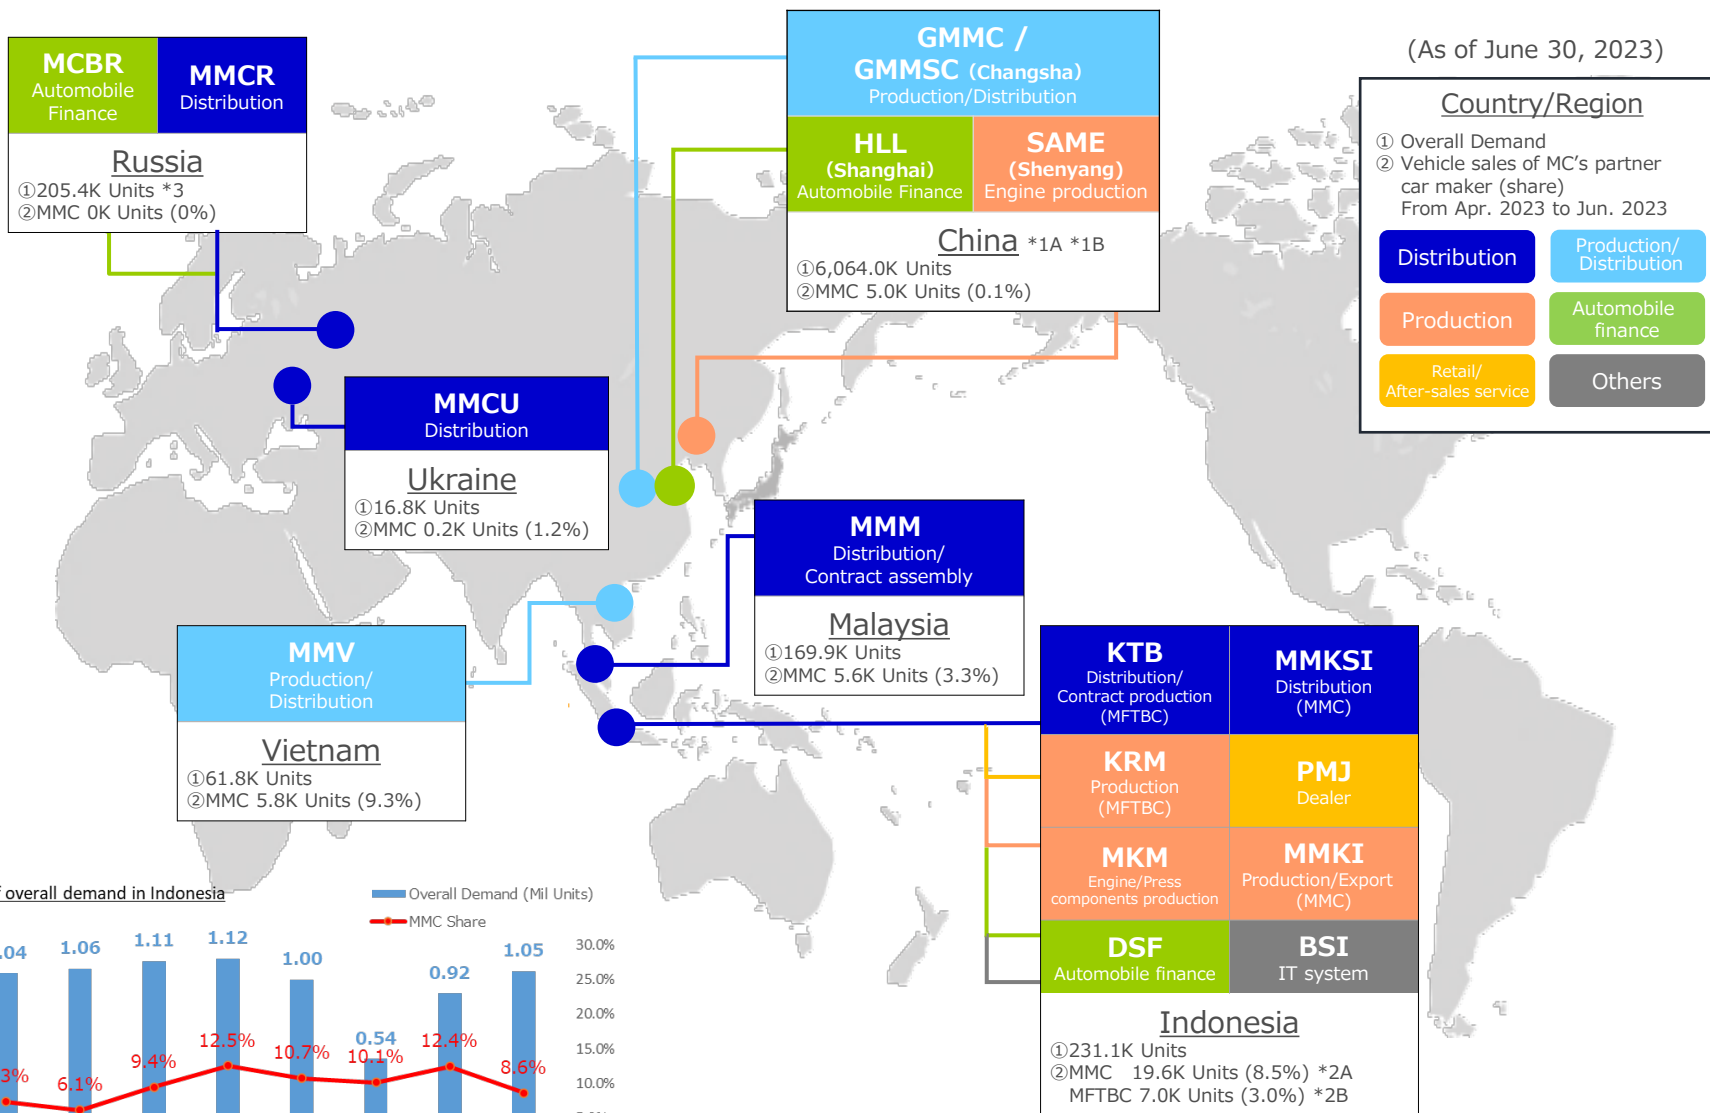 (As of June 30, 2023)
Country/Region
① Overall Demand
② Vehicle sales of MC's partner
car maker (share)
From Apr. 2023 to Jun. 2023
Distribution
Production/
Distribution
Production
Automobile
finance
Retail/
After-sales service
Others
MCBR
Automobile
Finance
MMCR
Distribution
Russia
①205.4K Units *3
②MMC 0K Units (0%)
GMMC /
GMMSC (Changsha)
Production/Distribution
HLL
(Shanghai)
Automobile Finance
SAME
(Shenyang)
Engine production
China *1A *1B
①6,064.0K Units
②MMC 5.0K Units (0.1%)
MMCU
Distribution
Ukraine
①16.8K Units
②MMC 0.2K Units (1.2%)
MMM
Distribution/
Contract assembly
Malaysia
①169.9K Units
②MMC 5.6K Units (3.3%)
MMV
Production/
Distribution
Vietnam
①61.8K Units
②MMC 5.8K Units (9.3%)
KTB
Distribution/
Contract production
(MFTBC)
MMKSI
Distribution
(MMC)
KRM
Production
(MFTBC)
PMJ
Dealer
MKM
Engine/Press
components production
MMKI
Production/Export
(MMC)
DSF
Automobile finance
BSI
IT system
Indonesia
①231.1K Units
②MMC 19.6K Units (8.5%) *2A
MFTBC 7.0K Units (3.0%) *2B
overall demand in Indonesia
Overall Demand (Mil Units)
MMC Share
.04
1.06
1.11
1.12
1.00
0.54
0.92
1.05
3%
6.1%
9.4%
12.5%
10.7%
10.1%
12.4%
8.6%
30.0%
25.0%
20.0%
15.0%
10.0%